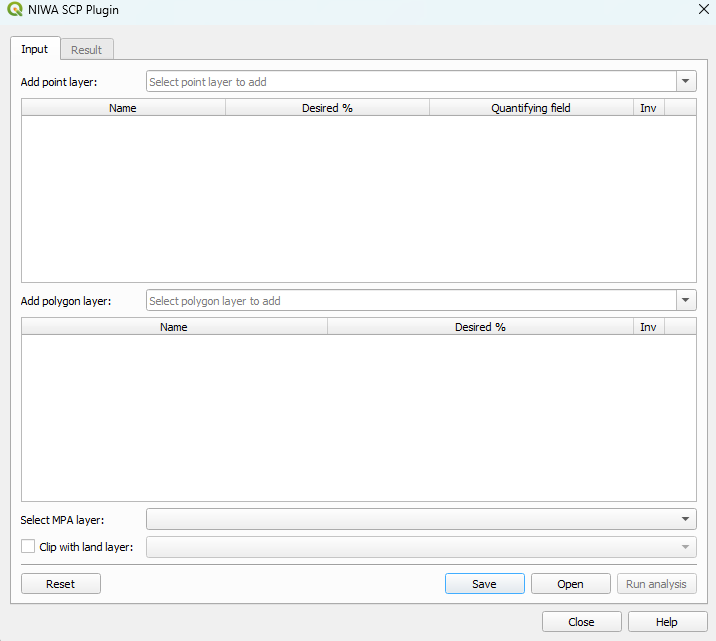 NIWA SCP Plugin
Input Result
Add point layer: Select point layer to add
Name Desired % Quantifying field Inv
Add polygon layer: Select polygon layer to add
Name Desired % Inv
Select MPA layer:
Clip with land layer:
Reset Save Open Run analysis
Close Help